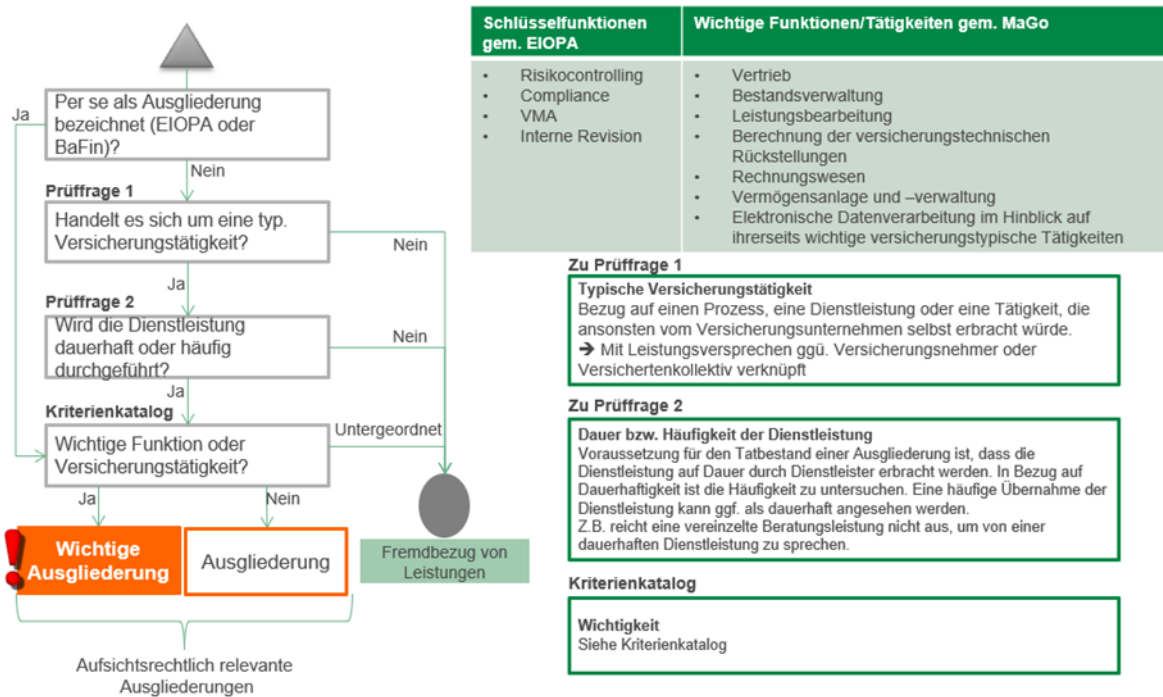 Per se als Ausgliederung
bezeichnet (EIOPA oder
BaFin)?
Ja
Nein
Prüffrage 1
Handelt es sich um eine typ.
Versicherungstätigkeit?
Nein
Ja
Prüffrage 2
Wird die Dienstleistung
dauerhaft oder häufig
durchgeführt?
Nein
Ja
Kriterienkatalog
Wichtige Funktion oder
Versicherungstätigkeit?
Untergeordnet
Ja
Nein
Wichtige
Ausgliederung
Ausgliederung
Fremdbezug von
Leistungen
Aufsichtsrechtlich relevante
Ausgliederungen
Schlüsselfunktionen
gem. EIOPA
• Risikocontrolling
• Compliance
• VMA
• Interne Revision
Wichtige Funktionen/Tätigkeiten gem. MaGo
• Vertrieb
• Bestandsverwaltung
• Leistungsbearbeitung
• Berechnung der versicherungstechnischen
Rückstellungen
• Rechnungswesen
• Vermögensanlage und –verwaltung
• Elektronische Datenverarbeitung im Hinblick auf
ihrerseits wichtige versicherungstypische Tätigkeiten
Zu Prüffrage 1
Typische Versicherungstätigkeit
Bezug auf einen Prozess, eine Dienstleistung oder eine Tätigkeit, die
ansonsten vom Versicherungsunternehmen selbst erbracht würde.
➔ Mit Leistungsversprechen ggü. Versicherungsnehmer oder
Versichertenkollektiv verknüpft
Zu Prüffrage 2
Dauer bzw. Häufigkeit der Dienstleistung
Voraussetzung für den Tatbestand einer Ausgliederung ist, dass die
Dienstleistung auf Dauer durch Dienstleister erbracht werden. In Bezug auf
Dauerhaftigkeit ist die Häufigkeit zu untersuchen. Eine häufige Übernahme der
Dienstleistung kann ggf. als dauerhaft angesehen werden.
Z.B. reicht eine vereinzelte Beratungsleistung nicht aus, um von einer
dauerhaften Dienstleistung zu sprechen.
Kriterienkatalog
Wichtigkeit
Siehe Kriterienkatalog